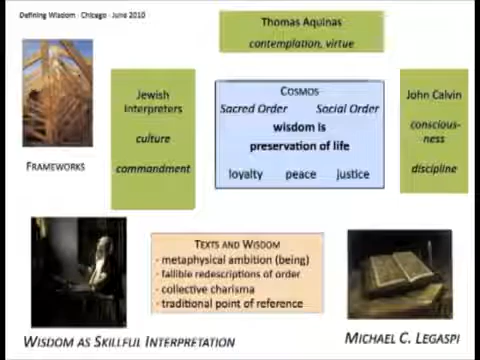 Defining Wisdom · Chicago · June 2010
Thomas Aquinas
contemplation, virtue
Jewish
Interpreters
culture
commandment
COSMOS
Sacred Order Social Order
wisdom is
preservation of life
loyalty peace justice
John Calvin
conscious-
ness
discipline
FRAMEWORKS
TEXTS AND WISDOM
· metaphysical ambition (being)
· fallible redescriptions of order
· collective charisma
· traditional point of reference
WISDOM AS SKILLFUL INTERPRETATION
MICHAEL C. LEGASPI